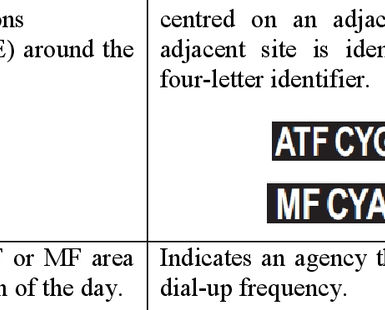 ons
E) around the
centred on an adjac
adjacent site is iden
four-letter identifier.
ATF CYG
MF CYA
or MF area
n of the day.
Indicates an agency th
dial-up frequency.